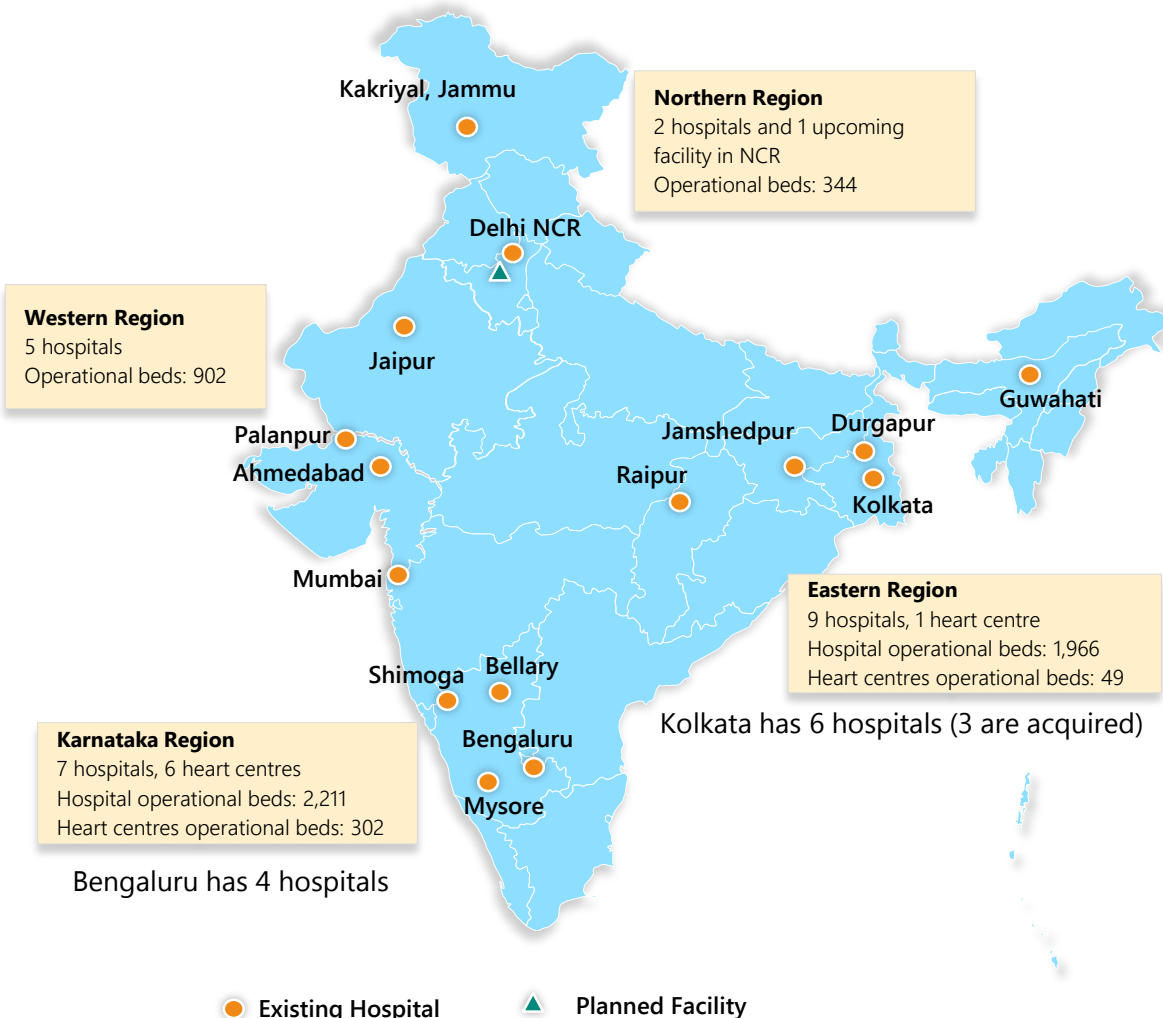 Kakriyal, Jammu
Northern Region
2 hospitals and 1 upcoming
facility in NCR
Operational beds: 344
Delhi NCR
Western Region
5 hospitals
Operational beds: 902
Jaipur
Guwahati
Palanpur
Ahmedabad
Jamshedpur
Durgapur
Raipur
Kolkata
Mumbai
Eastern Region
9 hospitals, 1 heart centre
Hospital operational beds: 1,966
Heart centres operational beds: 49
Kolkata has 6 hospitals (3 are acquired)
Shimoga
Bellary
Bengaluru
Mysore
Karnataka Region
7 hospitals, 6 heart centres
Hospital operational beds: 2,211
Heart centres operational beds: 302
Bengaluru has 4 hospitals
Existing Hospital
Planned Facility